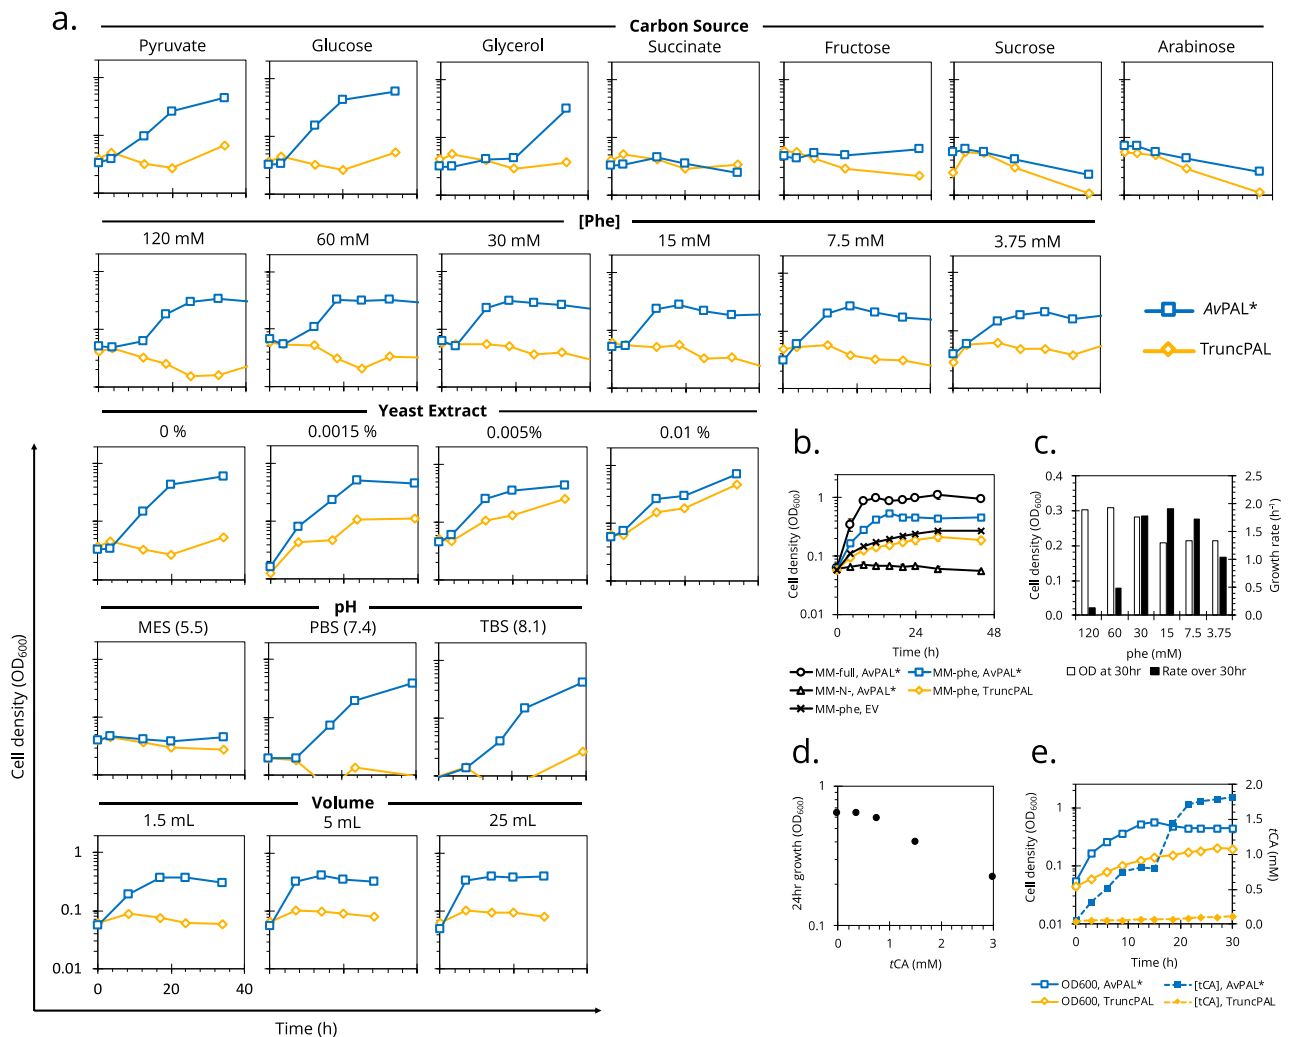 a.
Carbon Source
Pyruvate Glucose Glycerol Succinate Fructose Sucrose Arabinose
[Phe]
120 mM 60 mM 30 mM 15 mM 7.5 mM 3.75 mM
AvPAL*
TruncPAL
Yeast Extract
0 % 0.0015 % 0.005% 0.01 %
pH
MES (5.5) PBS (7.4) TBS (8.1)
Volume
1.5 mL 5 mL 25 mL
1
0.1
0.01
0 20 40
Cell density (OD600)
Time (h)
b.
Cell density (OD600)
1
0.1
0.01
0 24 48
Time (h)
MM-full, AvPAL* MM-phe, AvPAL*
MM-N-, AvPAL* MM-phe, TruncPAL
MM-phe, EV
c.
Cell density (OD600)
0.4
0.3
0.2
0.1
0.0
2.5
2.0
1.5
1.0
0.5
0.0
Growth rate (h-1)
120 60 30 15 7.5 3.75
phe (mM)
OD at 30hr Rate over 30hr
d.
24hr growth (OD600)
1
0.1
0 1 2 3
tCA (mM)
e.
Cell density (OD600)
1
0.1
0.01
2.0
1.5
1.0
0.5
0.0
tCA (mM)
0 10 20 30
Time (h)
OD600, AvPAL* [tCA], AvPAL*
OD600, TruncPAL [tCA], TruncPAL